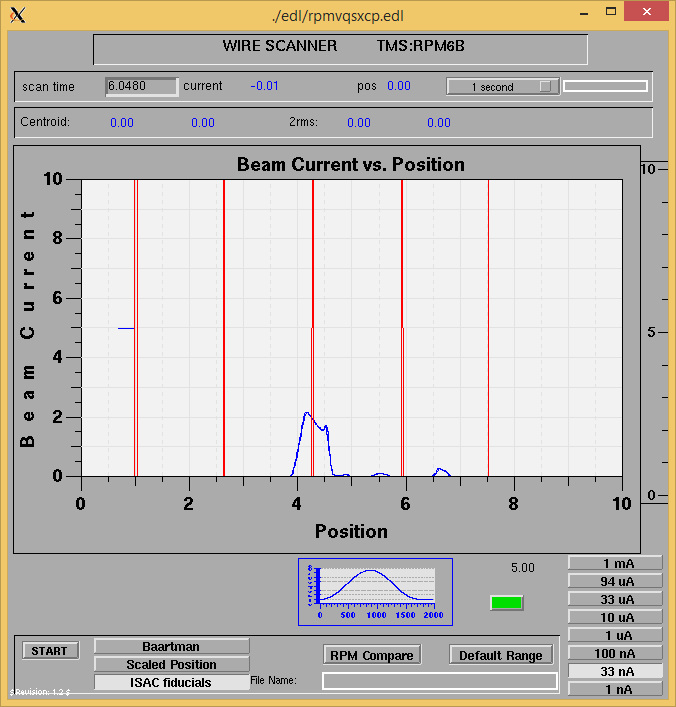 ./edl/rpmvqsxcp.edl
WIRE SCANNER TMS:RPM6B
scan time 6.0480 current -0.01 pos 0.00 1 second
Centroid: 0.00 0.00 2rms: 0.00 0.00
Beam Current vs. Position
10
8
6
4
2
0
Beam Current
10
5
0
0 2 4 6 8 10
Position
0 500 1000 1500 2000
5.00
1 mA
94 uA
33 uA
10 uA
1 uA
100 nA
33 nA
1 nA
START
Baartman
Scaled Position
ISAC fiducials
RPM Compare
Default Range
File Name:
$Revision: 1.2 $